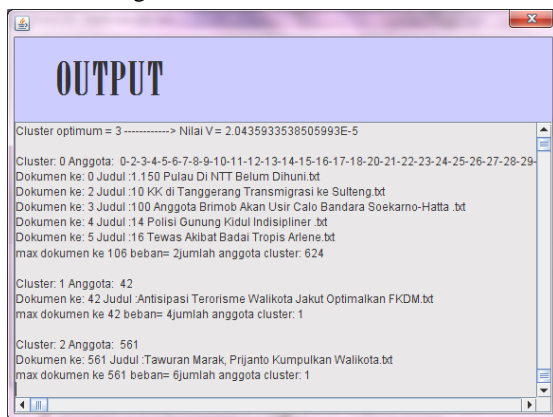 OUTPUT
Cluster optimum = 3 ------------> Nilai V = 2.0435933538505993E-5
Cluster: 0 Anggota: 0-2-3-4-5-6-7-8-9-10-11-12-13-14-15-16-17-18-20-21-22-23-24-25-26-27-28-29-
Dokumen ke: 0 Judul :1.150 Pulau Di NTT Belum Dihuni.txt
Dokumen ke: 2 Judul :10 KK di Tanggerang Transmigrasi ke Sulteng.txt
Dokumen ke: 3 Judul :100 Anggota Brimob Akan Usir Calo Bandara Soekarno-Hatta .txt
Dokumen ke: 4 Judul :14 Polisi Gunung Kidul Indisipliner .txt
Dokumen ke: 5 Judul :16 Tewas Akibat Badai Tropis Arlene.txt
max dokumen ke 106 beban= 2jumlah anggota cluster: 624
Cluster: 1 Anggota: 42
Dokumen ke: 42 Judul :Antisipasi Terorisme Walikota Jakut Optimalkan FKDM.txt
max dokumen ke 42 beban= 4jumlah anggota cluster: 1
Cluster: 2 Anggota: 561
Dokumen ke: 561 Judul :Tawuran Marak, Prijanto Kumpulkan Walikota.txt
max dokumen ke 561 beban= 6jumlah anggota cluster: 1